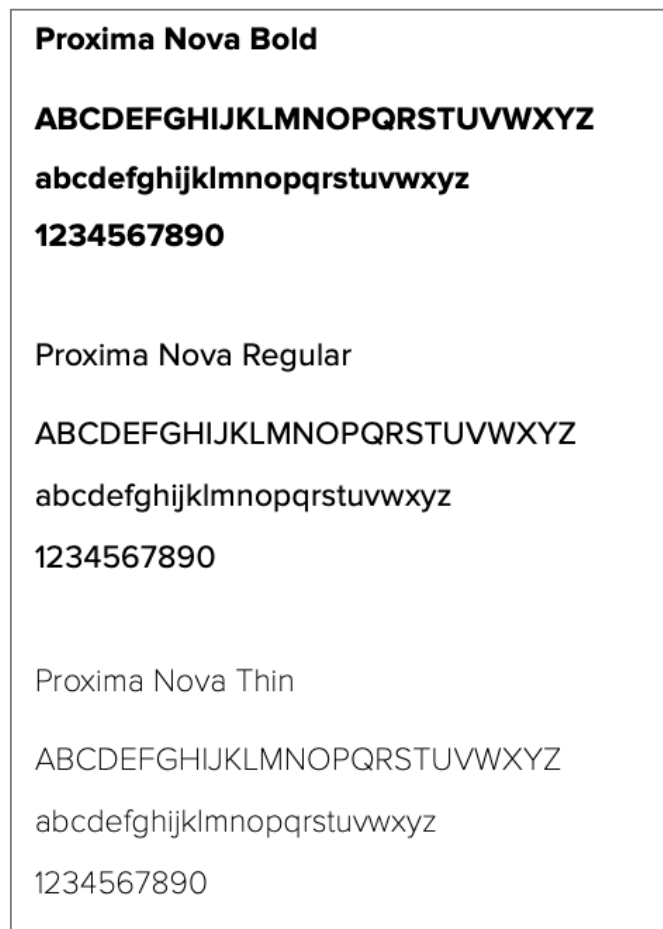 Proxima Nova Bold
ABCDEFGHIJKLMNOPQRSTUVWXYZ
abcdefghijklmnopqrstuvwxyz
1234567890
Proxima Nova Regular
ABCDEFGHIJKLMNOPQRSTUVWXYZ
abcdefghijklmnopqrstuvwxyz
1234567890
Proxima Nova Thin
ABCDEFGHIJKLMNOPQRSTUVWXYZ
abcdefghijklmnopqrstuvwxyz
1234567890